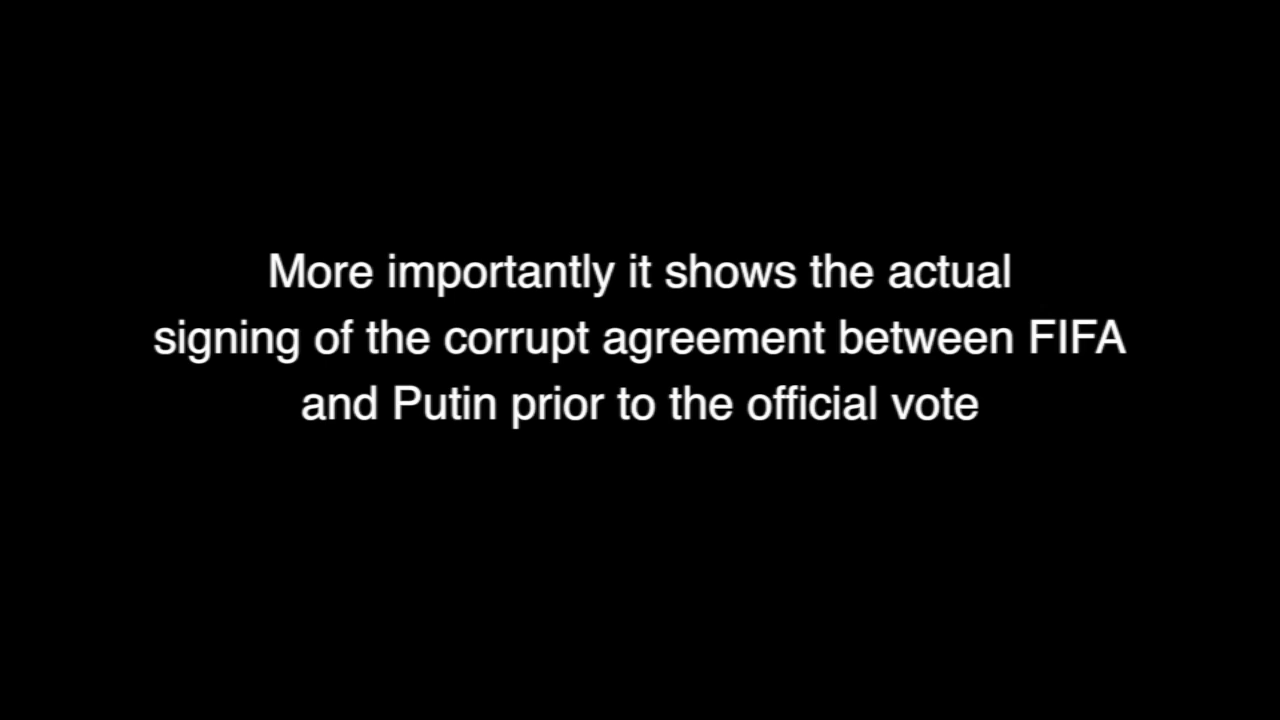 More importantly it shows the actual
signing of the corrupt agreement between FIFA
and Putin prior to the official vote